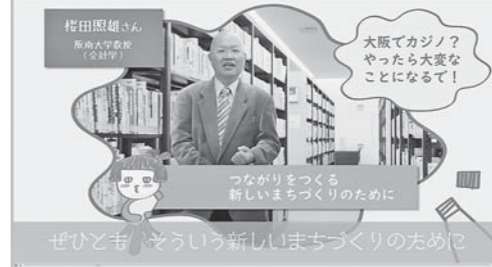 桜田照雄さん
阪南大学教授
（会計学）
大阪でカジノ？
やったら大変な
ことになるで！
つながりをつくる
新しいまちづくりのために
ぜひとも そういう新しいまちづくりのために